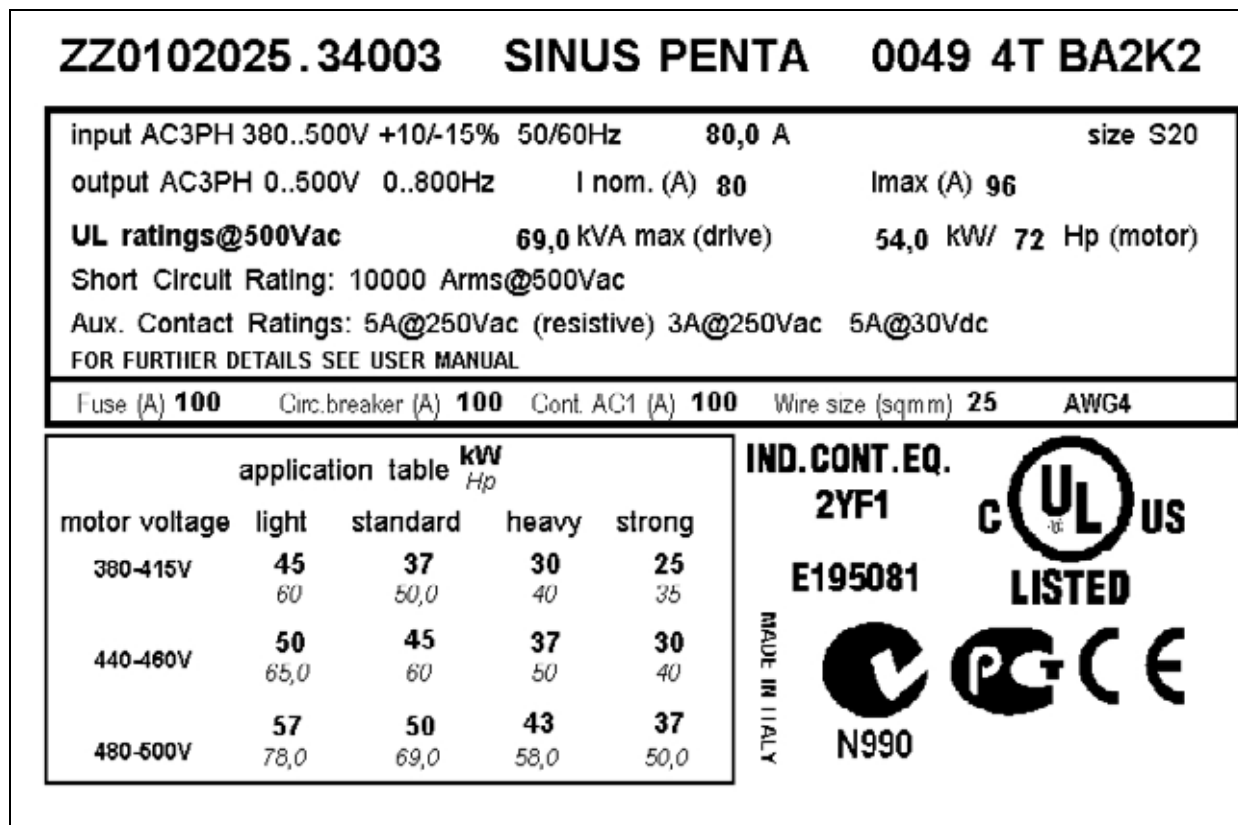 ZZ0102025.34003 SINUS PENTA 0049 4T BA2K2
input AC3PH 380..500V +10/-15% 50/60Hz 80,0 A size S20
output AC3PH 0..500V 0..800Hz I nom. (A) 80 Imax (A) 96
UL ratings@500Vac 69,0 kVA max (drive) 54,0 kW/ 72 Hp (motor)
Short Circuit Rating: 10000 Arms@500Vac
Aux. Contact Ratings: 5A@250Vac (resistive) 3A@250Vac 5A@30Vdc
FOR FURTHER DETAILS SEE USER MANUAL
Fuse (A) 100 Circ.breaker (A) 100 Cont. AC1 (A) 100 Wire size (sqmm) 25 AWG4
application table kW
Hp
motor voltage light standard heavy strong
380-415V 45 37 30 25
60 50,0 40 35
440-460V 50 45 37 30
65,0 60 50 40
480-500V 57 50 43 37
78,0 69,0 58,0 50,0
IND.CONT.EQ.
2YF1
E195081
C UL US
LISTED
MADE IN ITALY
N990
PCT CE